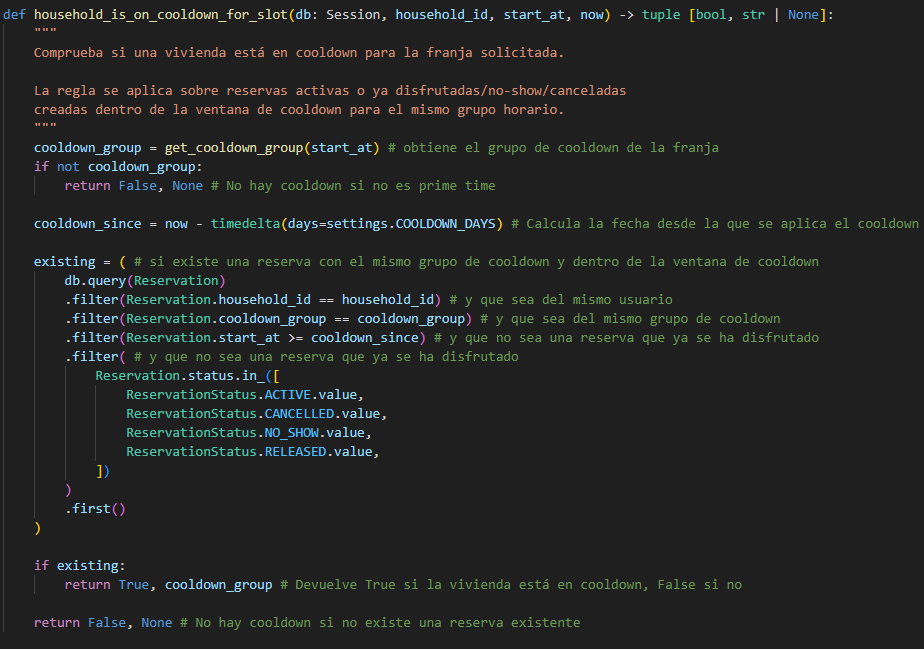 def household_is_on_cooldown_for_slot(db: Session, household_id, start_at, now) -> tuple [bool, str | None]:
    """
    Comprueba si una vivienda está en cooldown para la franja solicitada.

    La regla se aplica sobre reservas activas o ya disfrutadas/no-show/canceladas
    creadas dentro de la ventana de cooldown para el mismo grupo horario.
    """
    cooldown_group = get_cooldown_group(start_at) # obtiene el grupo de cooldown de la franja
    if not cooldown_group:
        return False, None # No hay cooldown si no es prime time

    cooldown_since = now - timedelta(days=settings.COOLDOWN_DAYS) # Calcula la fecha desde la que se aplica el cooldown

    existing = ( # si existe una reserva con el mismo grupo de cooldown y dentro de la ventana de cooldown
        db.query(Reservation)
        .filter(Reservation.household_id == household_id) # y que sea del mismo usuario
        .filter(Reservation.cooldown_group == cooldown_group) # y que sea del mismo grupo de cooldown
        .filter(Reservation.start_at >= cooldown_since) # y que no sea una reserva que ya se ha disfrutado
        .filter( # y que no sea una reserva que ya se ha disfrutado
            Reservation.status.in_([
                ReservationStatus.ACTIVE.value,
                ReservationStatus.CANCELLED.value,
                ReservationStatus.NO_SHOW.value,
                ReservationStatus.RELEASED.value,
            ])
        )
        .first()
    )

    if existing:
        return True, cooldown_group # Devuelve True si la vivienda está en cooldown, False si no

    return False, None # No hay cooldown si no existe una reserva existente